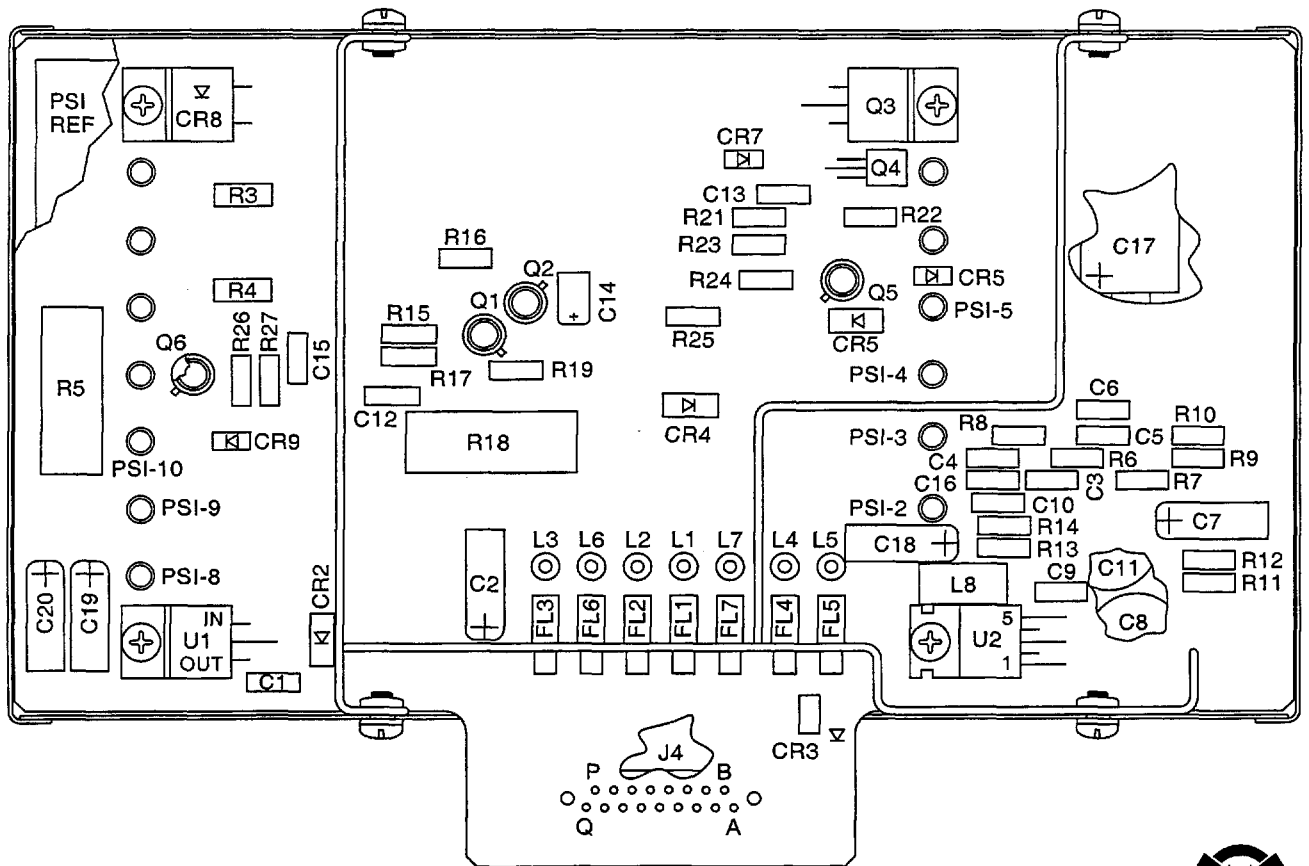 PSI
REF
CR8
Q3
CR7
Q4
R3
C13
R21
R22
R23
C17
R16
Q2
R24
Q5
CR5
R4
Q1
C14
PSI-5
R15
R25
CR5
Q6
R26
R27
C15
R17
R19
PSI-4
R5
C12
CR4
C6
R18
PSI-3
R8
C5
R10
CR9
C4
R6
R9
PSI-10
C16
C3
R7
PSI-9
PSI-2
C10
C7
R14
L3 L6 L2 L1 L7 L4 L5
C18
R13
R12
PSI-8
CR2
C2
L8
C9
C11
R11
C20
C19
FL3 FL6 FL2 FL1 FL7 FL4 FL5
C8
IN
U1
OUT
5
U2
1
C1
CR3
J4
P B
Q A